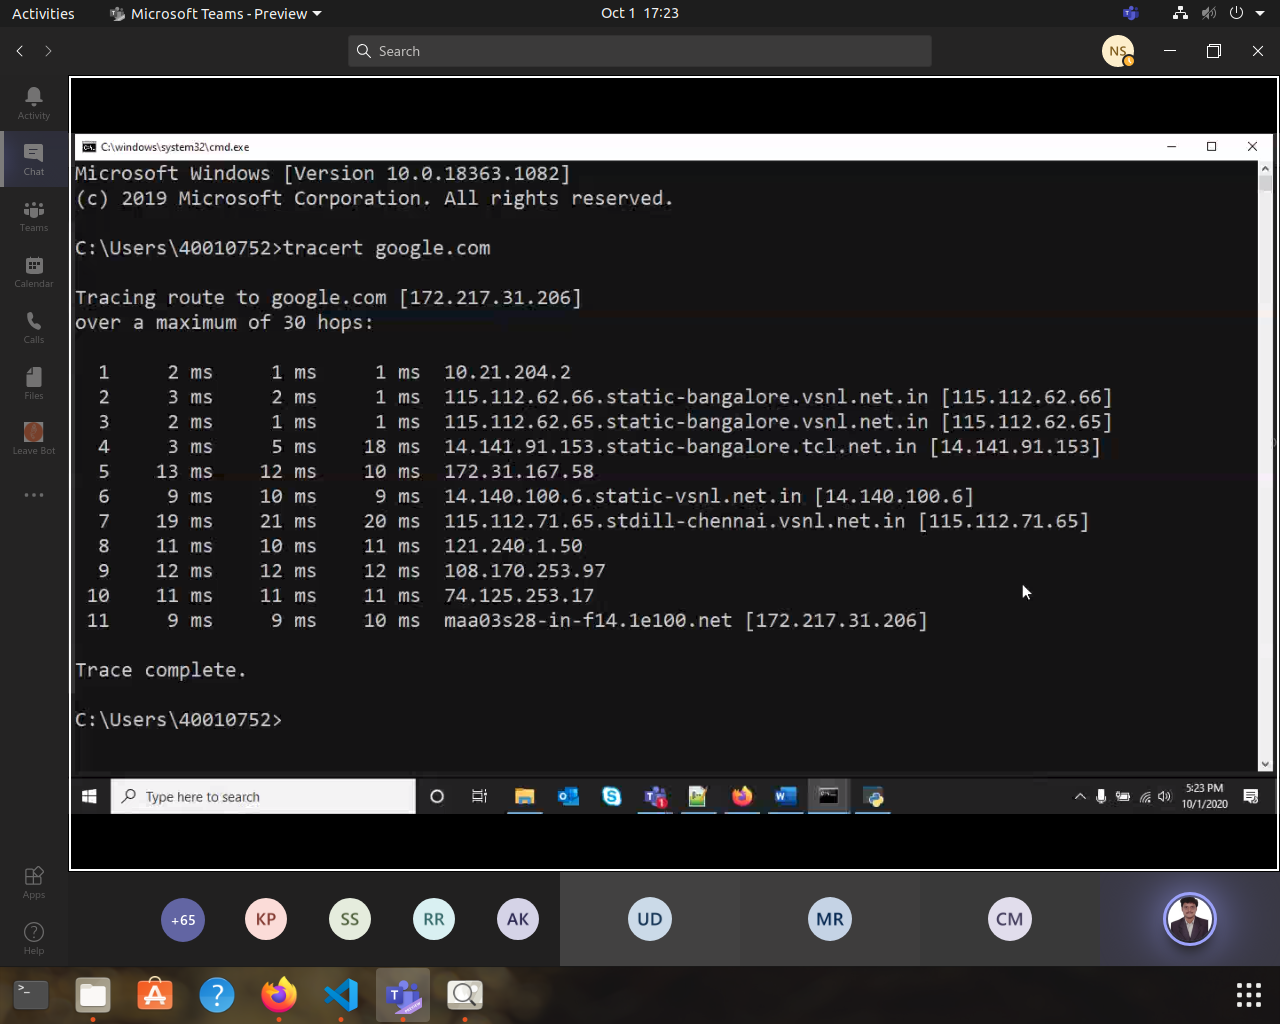 Activities
Microsoft Teams - Preview
Oct 1 17:23
Search
NS
Activity
Chat
Teams
Calendar
Calls
Files
Leave Bot
Apps
Help
C:\windows\system32\cmd.exe
Microsoft Windows [Version 10.0.18363.1082]
(c) 2019 Microsoft Corporation. All rights reserved.
C:\Users\40010752>tracert google.com
Tracing route to google.com [172.217.31.206]
over a maximum of 30 hops:
1 2 ms 1 ms 1 ms 10.21.204.2
2 3 ms 2 ms 1 ms 115.112.62.66.static-bangalore.vsnl.net.in [115.112.62.66]
3 2 ms 1 ms 1 ms 115.112.62.65.static-bangalore.vsnl.net.in [115.112.62.65]
4 3 ms 5 ms 18 ms 14.141.91.153.static-bangalore.tcl.net.in [14.141.91.153]
5 13 ms 12 ms 10 ms 172.31.167.58
6 9 ms 10 ms 9 ms 14.140.100.6.static-vsnl.net.in [14.140.100.6]
7 19 ms 21 ms 20 ms 115.112.71.65.stdill-chennai.vsnl.net.in [115.112.71.65]
8 11 ms 10 ms 11 ms 121.240.1.50
9 12 ms 12 ms 12 ms 108.170.253.97
10 11 ms 11 ms 11 ms 74.125.253.17
11 9 ms 9 ms 10 ms maa03s28-in-f14.1e100.net [172.217.31.206]
Trace complete.
C:\Users\40010752>
Type here to search
5:23 PM
10/1/2020
+65
KP
SS
RR
AK
UD
MR
CM